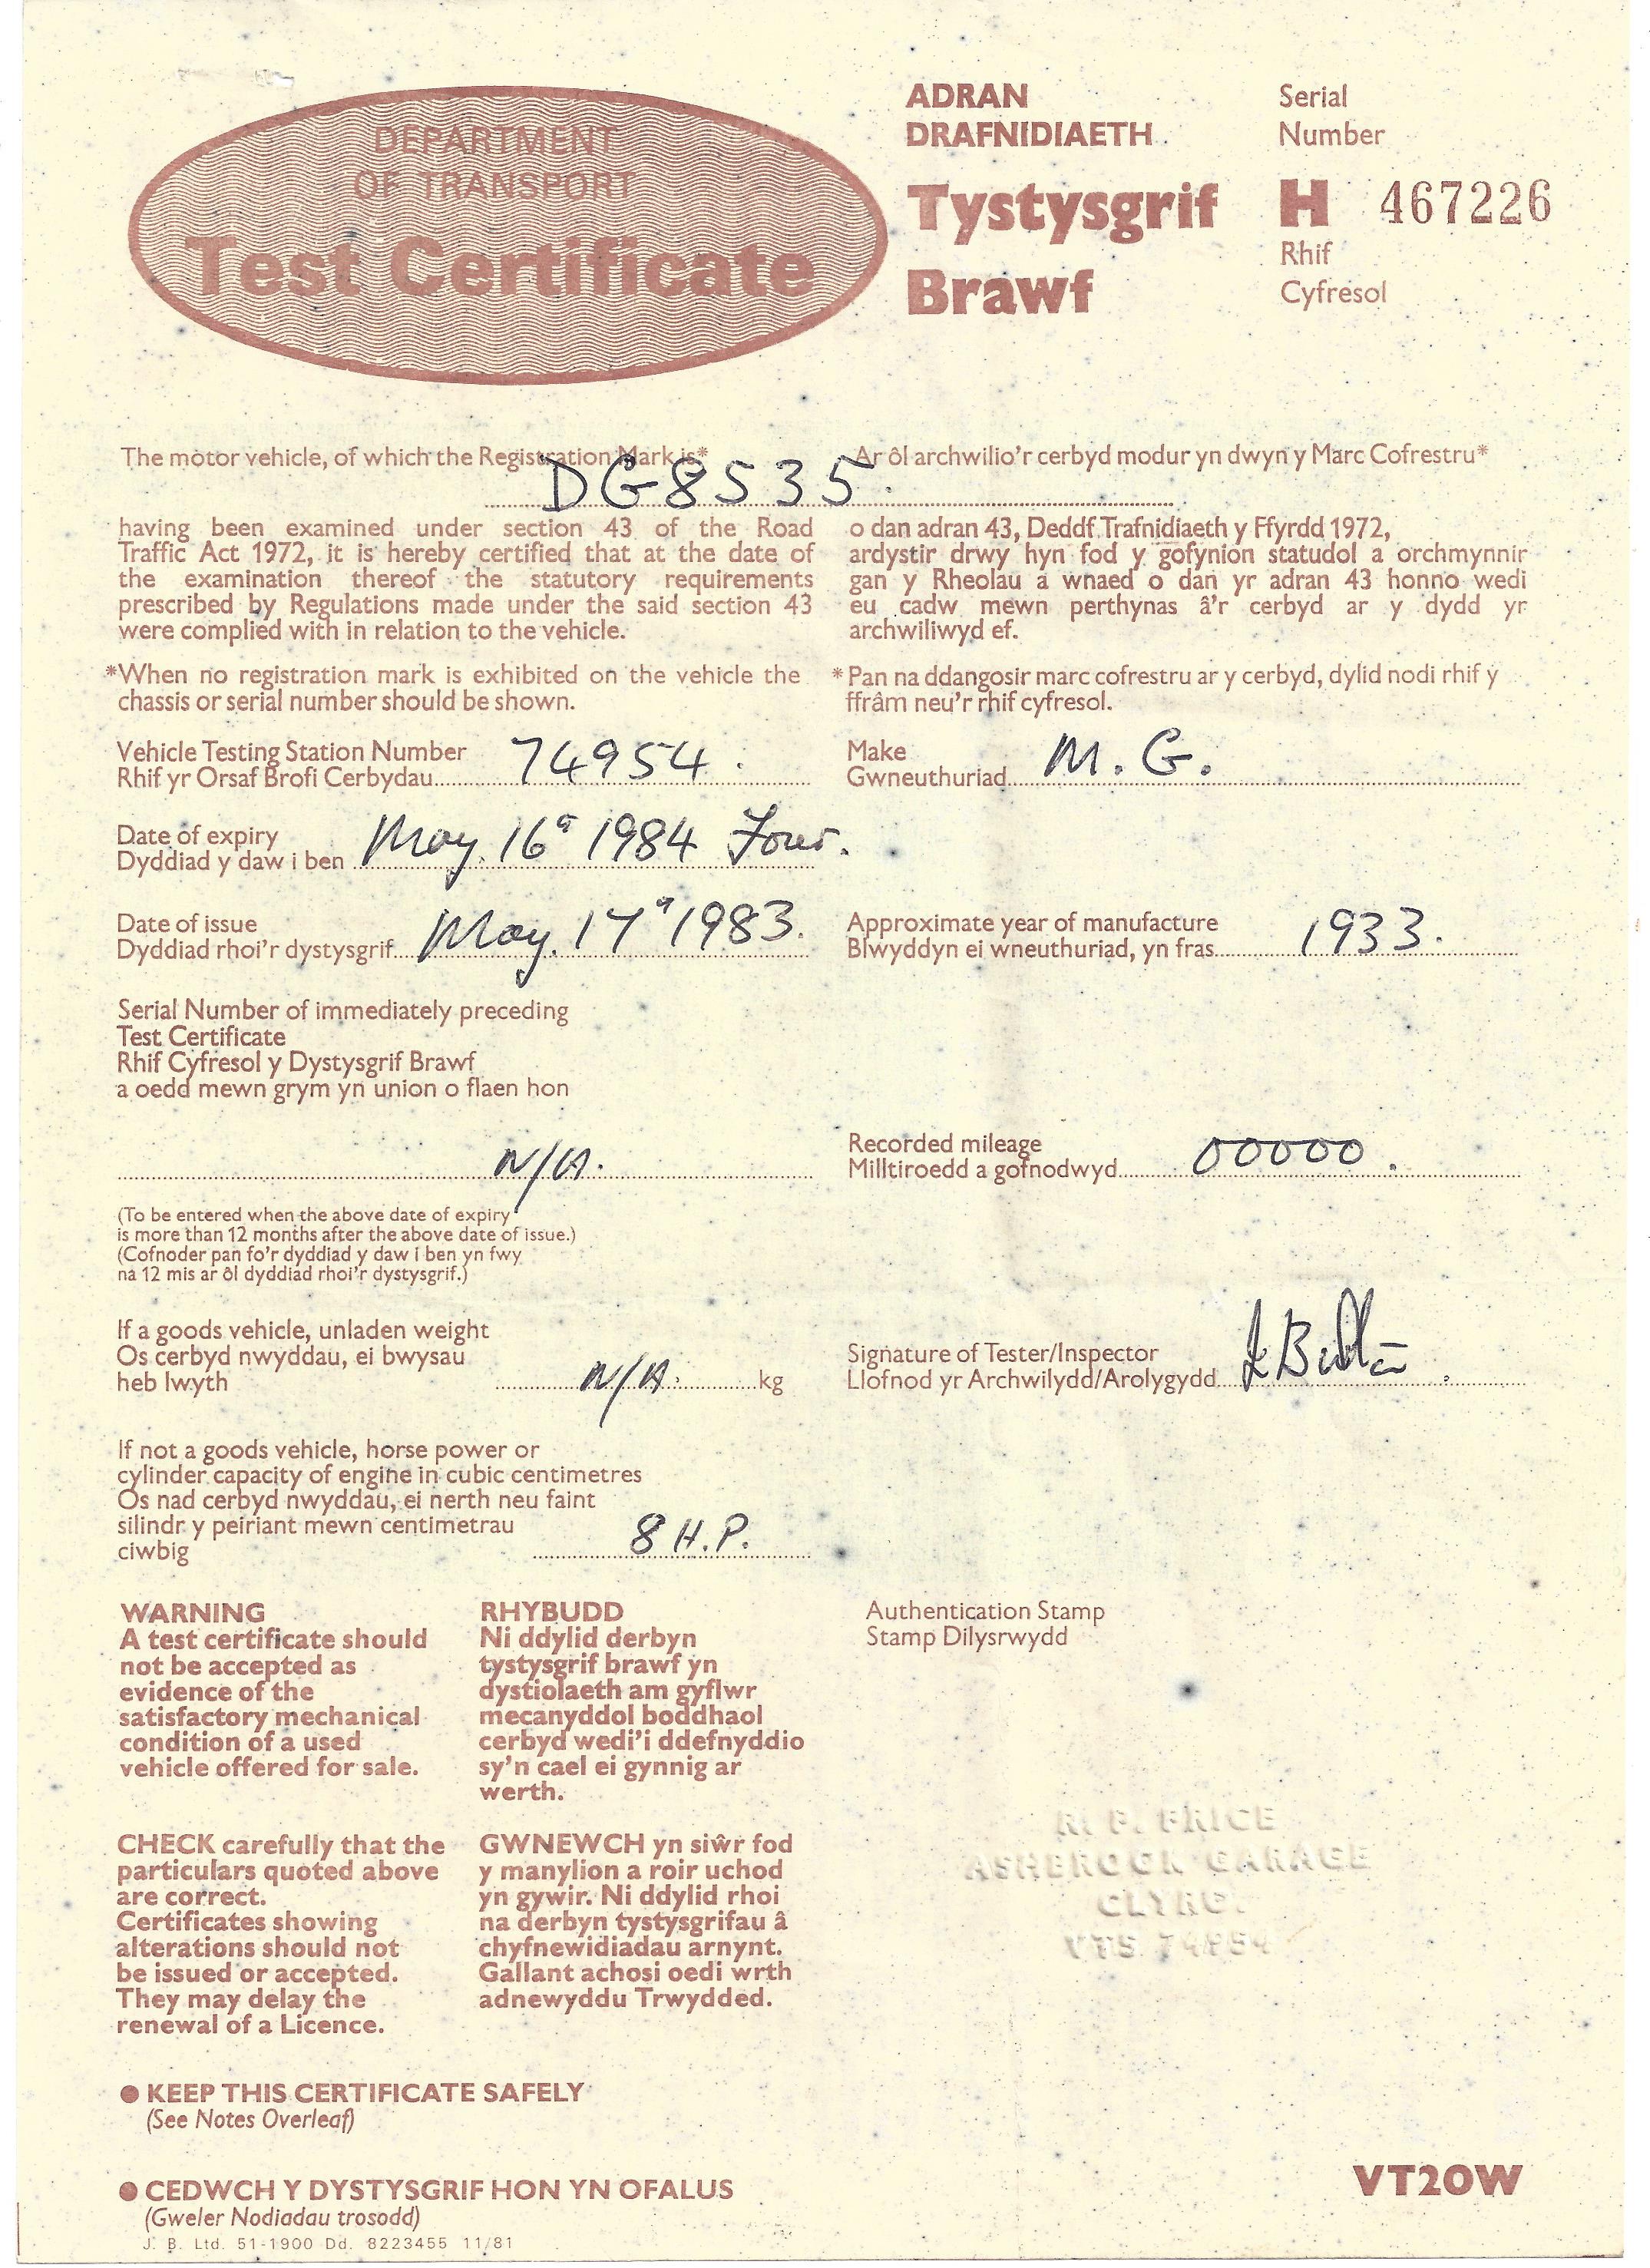 DEPARTMENT
OF TRANSPORT
Test Certificate
ADRAN
DRAFNIDIAETH
Tystysgrif
Brawf
Serial
Number
H 467226
Rhif
Cyfresol
The motor vehicle, of which the Registration Mark is*
Ar ôl archwilio'r cerbyd modur yn dwyn y Marc Cofrestru*
DG8535
having been examined under section 43 of the Road
Traffic Act 1972, it is hereby certified that at the date of
the examination thereof the statutory requirements
prescribed by Regulations made under the said section 43
were complied with in relation to the vehicle.
o dan adran 43, Deddf Trafnidiaeth y Ffyrdd 1972,
ardystir drwy hyn fod y gofynion statudol a orchmynnir
gan y Rheolau a wnaed o dan yr adran 43 honno wedi
eu cadw mewn perthynas â'r cerbyd ar y dydd yr
archwiliwyd ef.
*When no registration mark is exhibited on the vehicle the
chassis or serial number should be shown.
*Pan na ddangosir marc cofrestru ar y cerbyd, dylid nodi rhif y
ffrâm neu'r rhif cyfresol.
Vehicle Testing Station Number
Rhif yr Orsaf Brofi Cerbydau 74954.
Make
Gwneuthuriad M.G.
Date of expiry
Dyddiad y daw i ben May. 16 1984 Four.
Date of issue
Dyddiad rhoi'r dystysgrif May. 17 1983.
Approximate year of manufacture
Blwyddyn ei wneuthuriad, yn fras 1933.
Serial Number of immediately preceding
Test Certificate
Rhif Cyfresol y Dystysgrif Brawf
a oedd mewn grym yn union o flaen hon
N/A.
Recorded mileage
Milltiroedd a gofnodwyd 00000.
(To be entered when the above date of expiry
is more than 12 months after the above date of issue.)
(Cofnoder pan fo'r dyddiad y daw i ben yn fwy
na 12 mis ar ôl dyddiad rhoi'r dystysgrif.)
If a goods vehicle, unladen weight
Os cerbyd nwyddau, ei bwysau
heb lwyth N/A. kg
Signature of Tester/Inspector
Llofnod yr Archwilydd/Arolygydd
If not a goods vehicle, horse power or
cylinder capacity of engine in cubic centimetres
Os nad cerbyd nwyddau, ei nerth neu faint
silindr y peiriant mewn centimetrau
ciwbig 8 H.P.
WARNING
A test certificate should
not be accepted as
evidence of the
satisfactory mechanical
condition of a used
vehicle offered for sale.
RHYBUDD
Ni ddylid derbyn
tystysgrif brawf yn
dystiolaeth am gyflwr
mecanyddol boddhaol
cerbyd wedi'i ddefnyddio
sy'n cael ei gynnig ar
werth.
Authentication Stamp
Stamp Dilysrwydd
CHECK carefully that the
particulars quoted above
are correct.
Certificates showing
alterations should not
be issued or accepted.
They may delay the
renewal of a Licence.
GWNEWCH yn siŵr fod
y manylion a roir uchod
yn gywir. Ni ddylid rhoi
na derbyn tystysgrifau â
chyfnewidiadau arnynt.
Gallant achosi oedi wrth
adnewyddu Trwydded.
R. P. PRICE
ASHBROOK GARAGE
CLYRO.
VTS 74954
● KEEP THIS CERTIFICATE SAFELY
(See Notes Overleaf)
● CEDWCH Y DYSTYSGRIF HON YN OFALUS
(Gweler Nodiadau trosodd)
VT20W
J. B. Ltd. 51-1900 Dd. 8223455 11/81